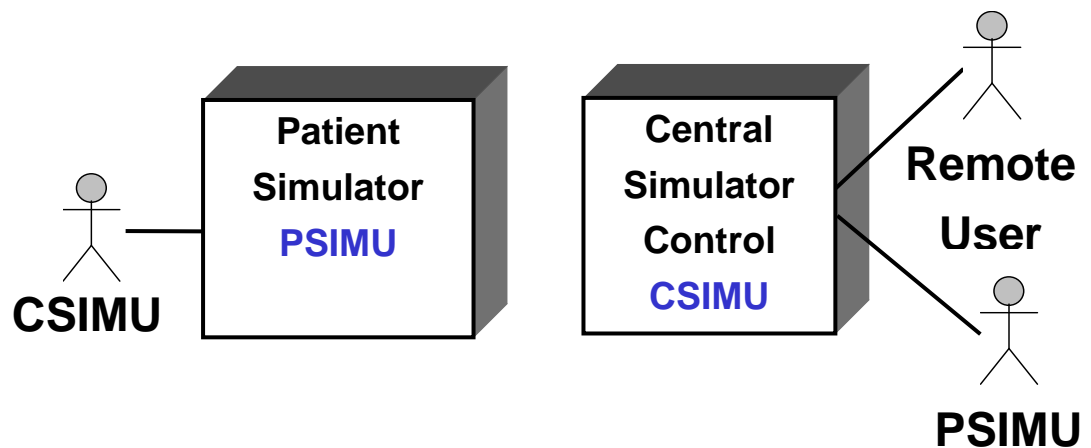 CSIMU
Patient
Simulator
PSIMU
Central
Simulator
Control
CSIMU
Remote
User
PSIMU